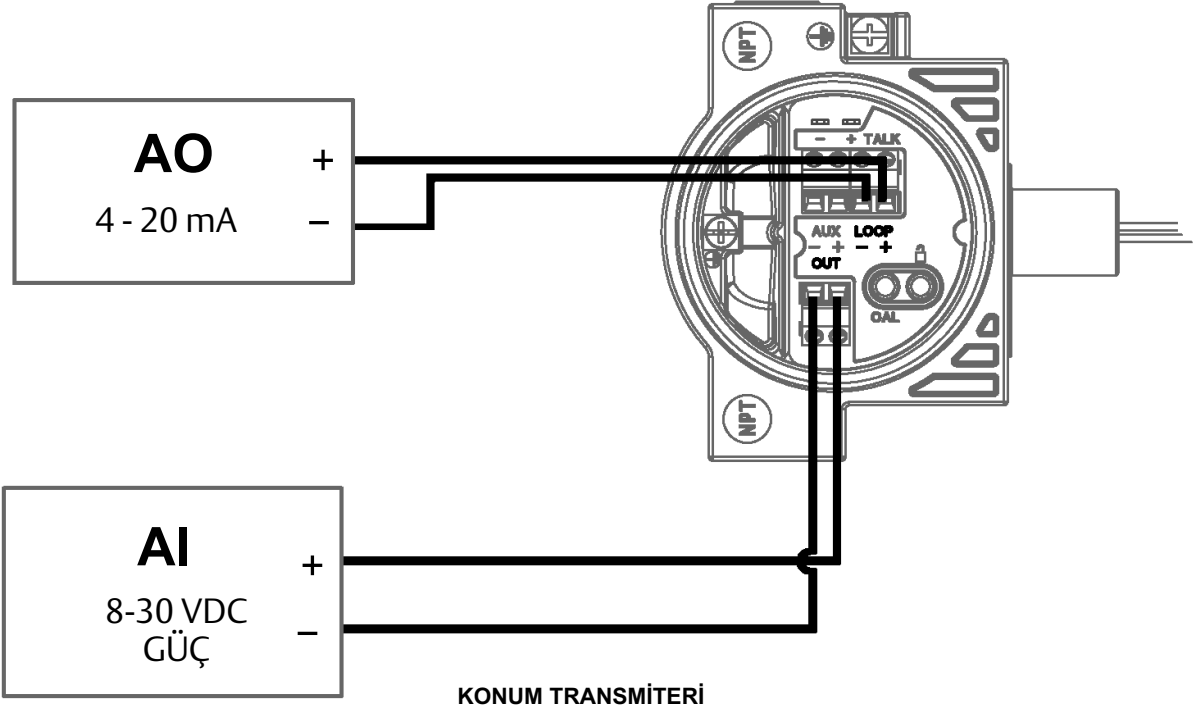 NPT
AO
+
4 - 20 mA
−
− + TALK
AUX LOOP
− + − +
OUT
CAL
NPT
AI
+
8-30 VDC
−
GÜÇ
KONUM TRANSMİTERİ